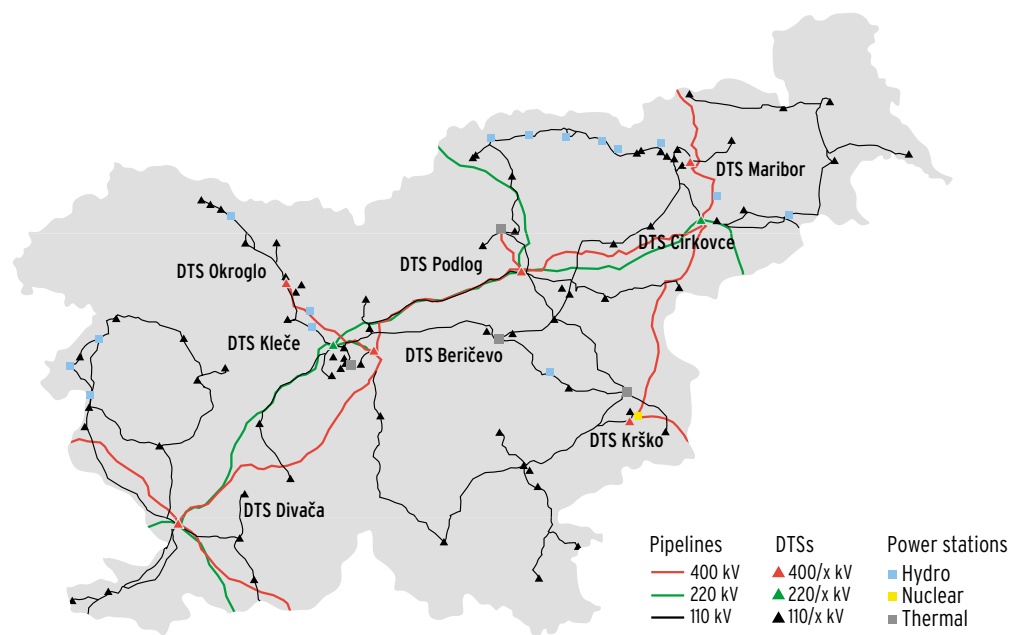 DTS Maribor
DTS Cirkovce
DTS Okroglo
DTS Podlog
DTS Kleče
DTS Beričevo
DTS Krško
DTS Divača
Pipelines
400 kV
220 kV
110 kV
DTSs
400/x kV
220/x kV
110/x kV
Power stations
Hydro
Nuclear
Thermal